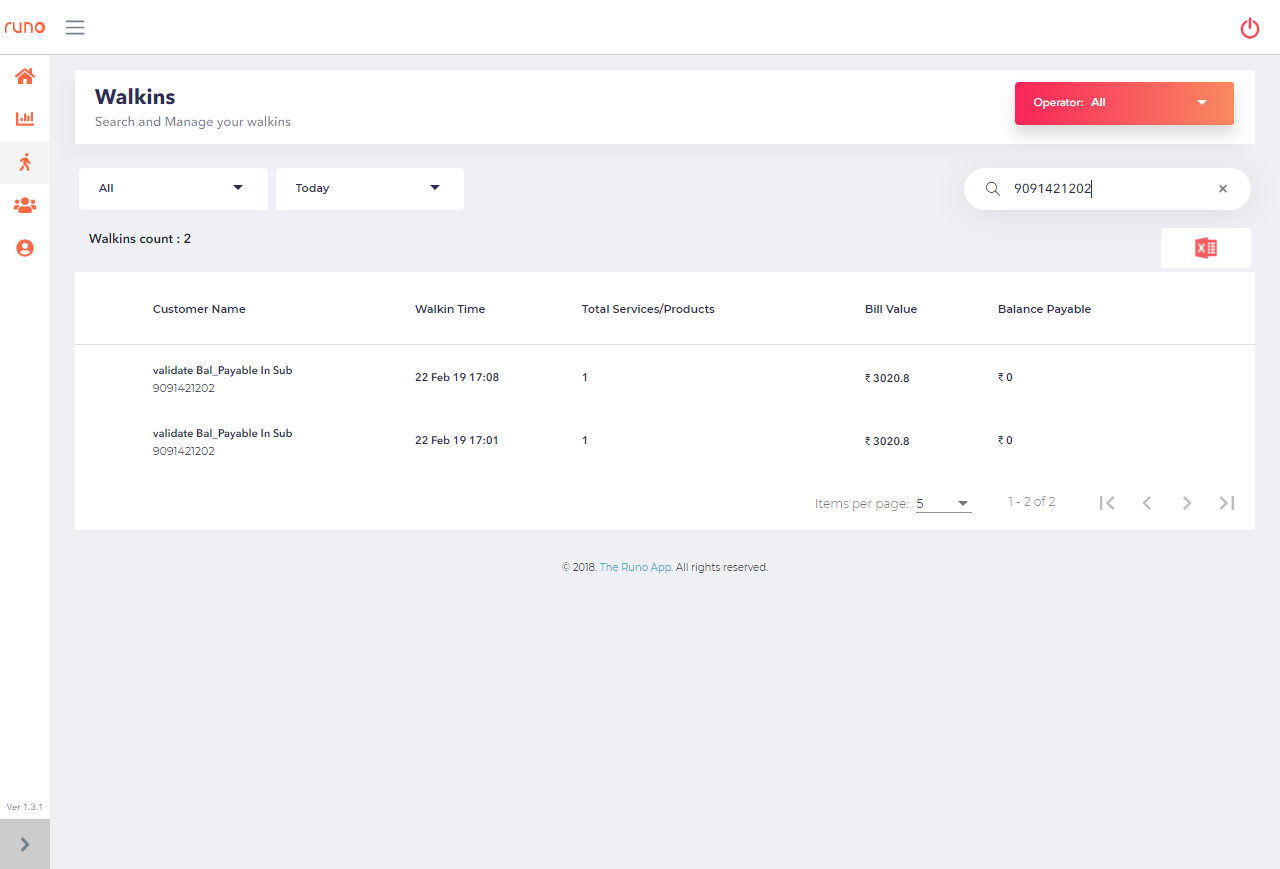 runo
Walkins
Search and Manage your walkins
Operator: All
All
Today
9091421202
Walkins count : 2
Customer Name Walkin Time Total Services/Products Bill Value Balance Payable
validate Bal_Payable In Sub
9091421202
22 Feb 19 17:08 1 ₹ 3020.8 ₹ 0
validate Bal_Payable In Sub
9091421202
22 Feb 19 17:01 1 ₹ 3020.8 ₹ 0
Items per page: 5 1 - 2 of 2
© 2018. The Runo App. All rights reserved.
Ver 1.3.1